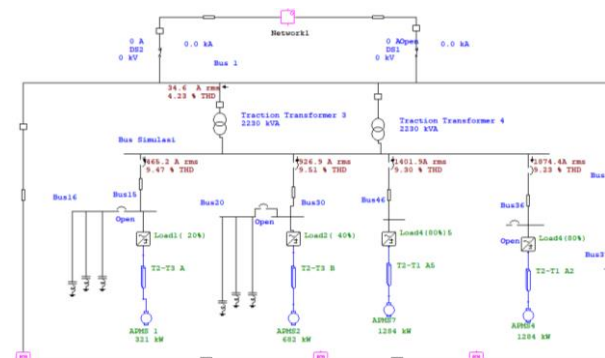 0 A
DS2
0 kV
0.0 kA
Network1
0 A
Open
DS1
0 kV
0.0 kA
Bus 1
34.6 A rms
4.23 % THD
Traction Transformer 3
2230 kVA
Traction Transformer 4
2230 kVA
Bus Simulasi
465.2 A rms
9.47 % THD
926.9 A rms
9.51 % THD
1401.9A rms
9.30 % THD
1874.4A rms
9.23 % THD
Bus16
Bus15
Bus20
Bus30
Bus46
Bus36
Open
Open
Open
Load1( 20%)
Load2( 40%)
Load4(80%)5
Load4(80%)
T2-T3 A
T2-T3 B
T2-T1 A5
T2-T1 A2
APMS 1
321 kW
APMS2
682 kW
APMS7
1284 kW
APMS4
1284 kW